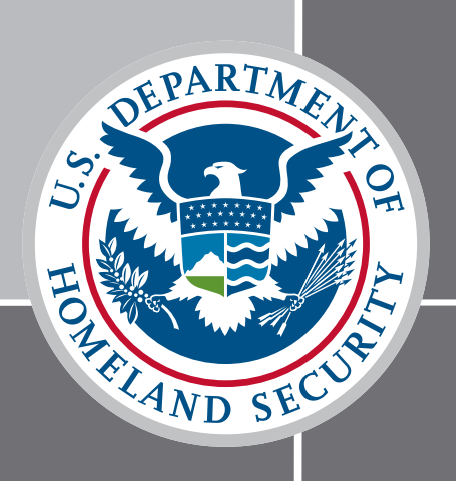 U.S. DEPARTMENT OF
HOMELAND SECURITY